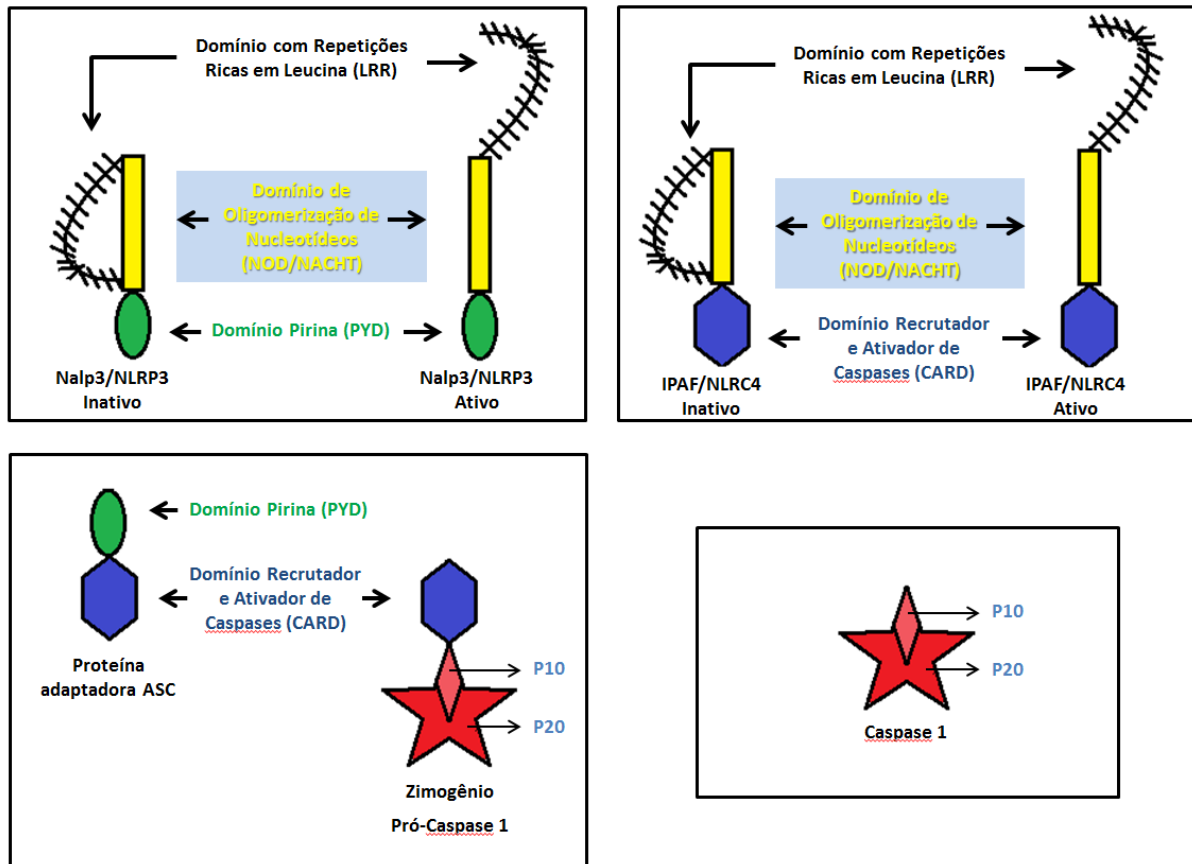 Domínio com Repetições
Ricas em Leucina (LRR)
Domínio de
Oligomerização de
Nucleotídeos
(NOD/NACHT)
Domínio Pirina (PYD)
Nalp3/NLRP3
Inativo
Nalp3/NLRP3
Ativo
Domínio com Repetições
Ricas em Leucina (LRR)
Domínio de
Oligomerização de
Nucleotídeos
(NOD/NACHT)
Domínio Recrutador
e Ativador de
Caspases (CARD)
IPAF/NLRC4
Inativo
IPAF/NLRC4
Ativo
Domínio Pirina (PYD)
Domínio Recrutador
e Ativador de
Caspases (CARD)
Proteína
adaptadora ASC
P10
P20
Zimogênio
Pró-Caspase 1
P10
P20
Caspase 1